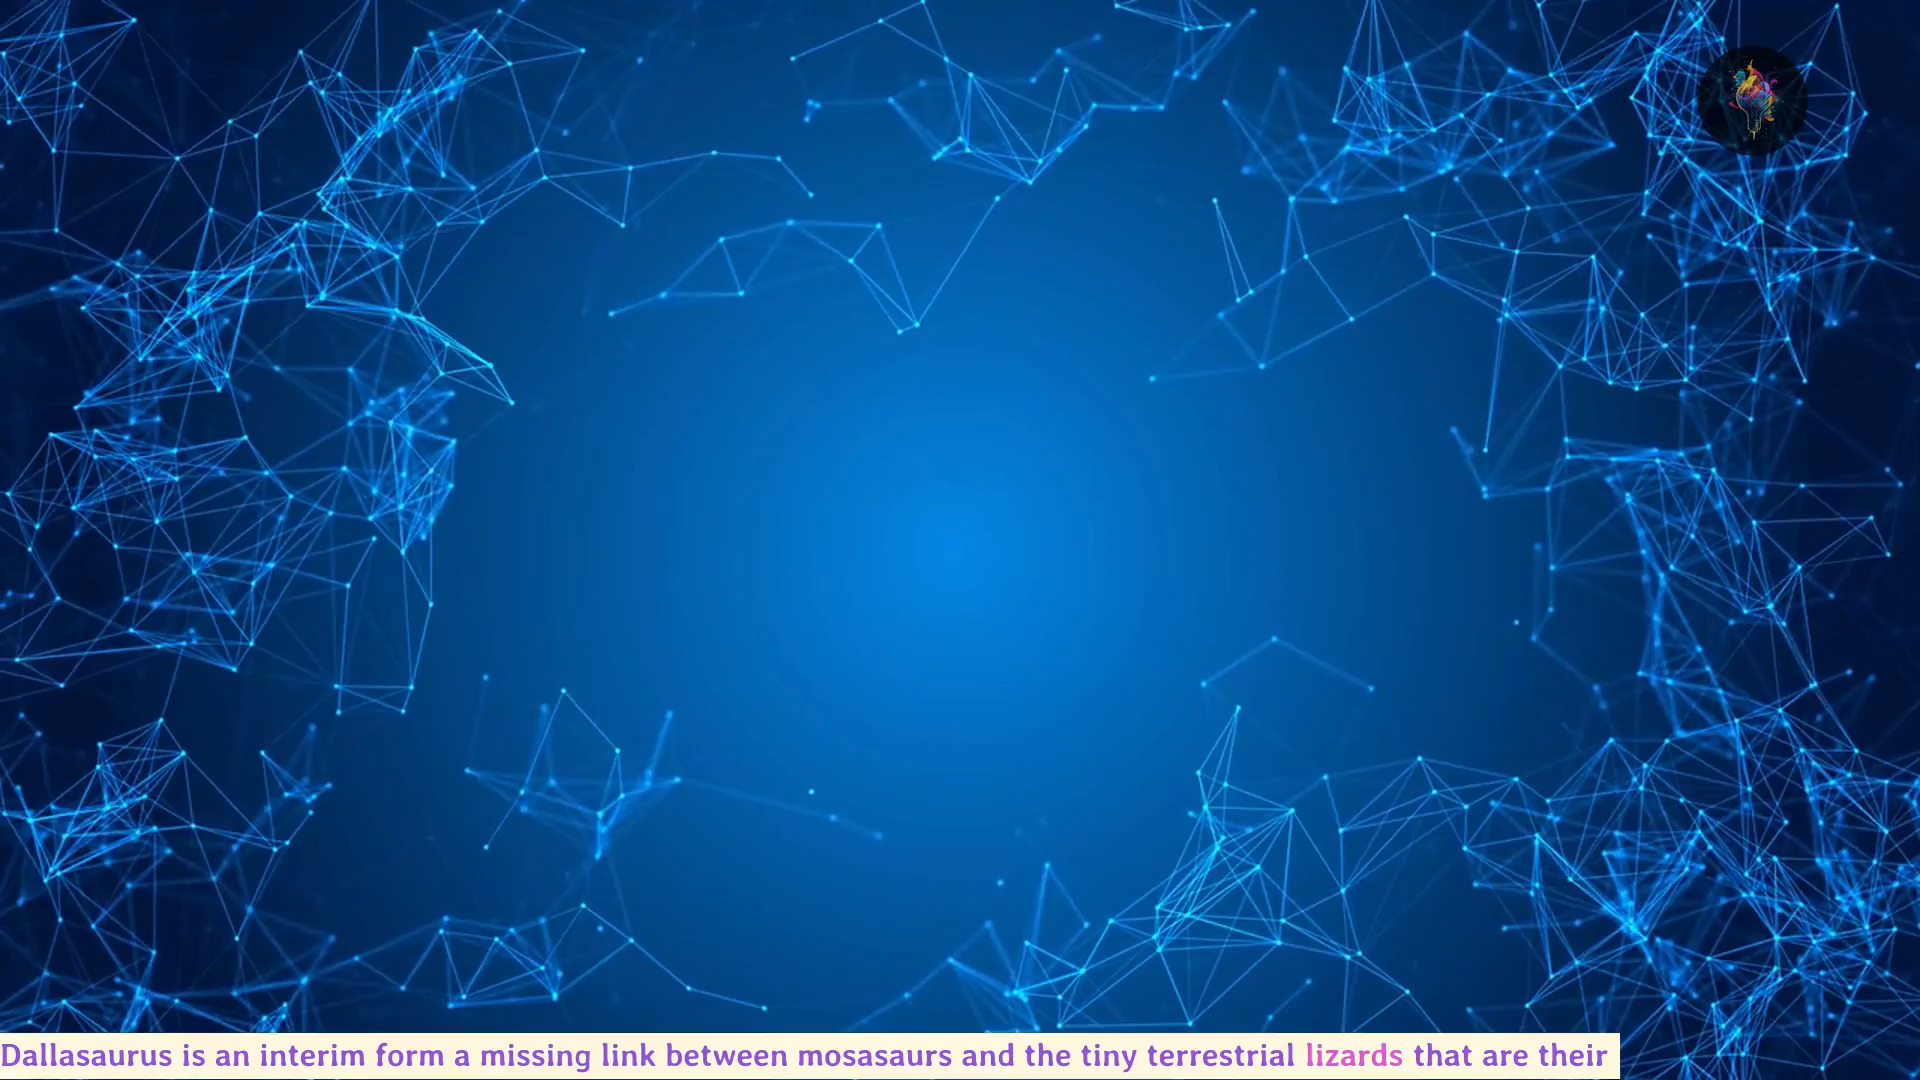 Dallasaurus is an interim form a missing link between mosasaurs and the tiny terrestrial lizards that are their